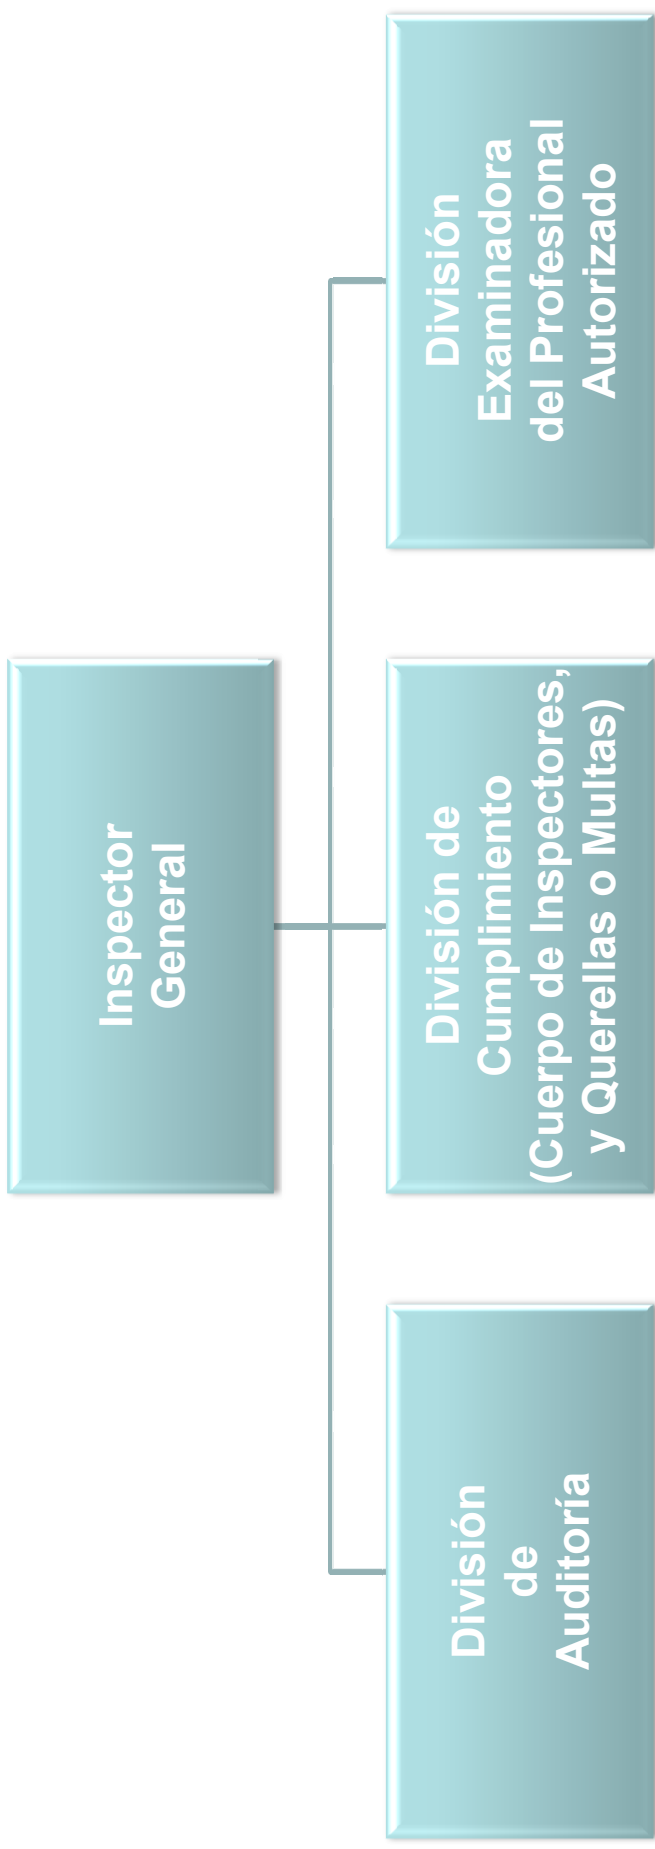 Inspector
General
División
de
Auditoría
División de
Cumplimiento
(Cuerpo de Inspectores,
y Querellas o Multas)
División
Examinadora
del Profesional
Autorizado